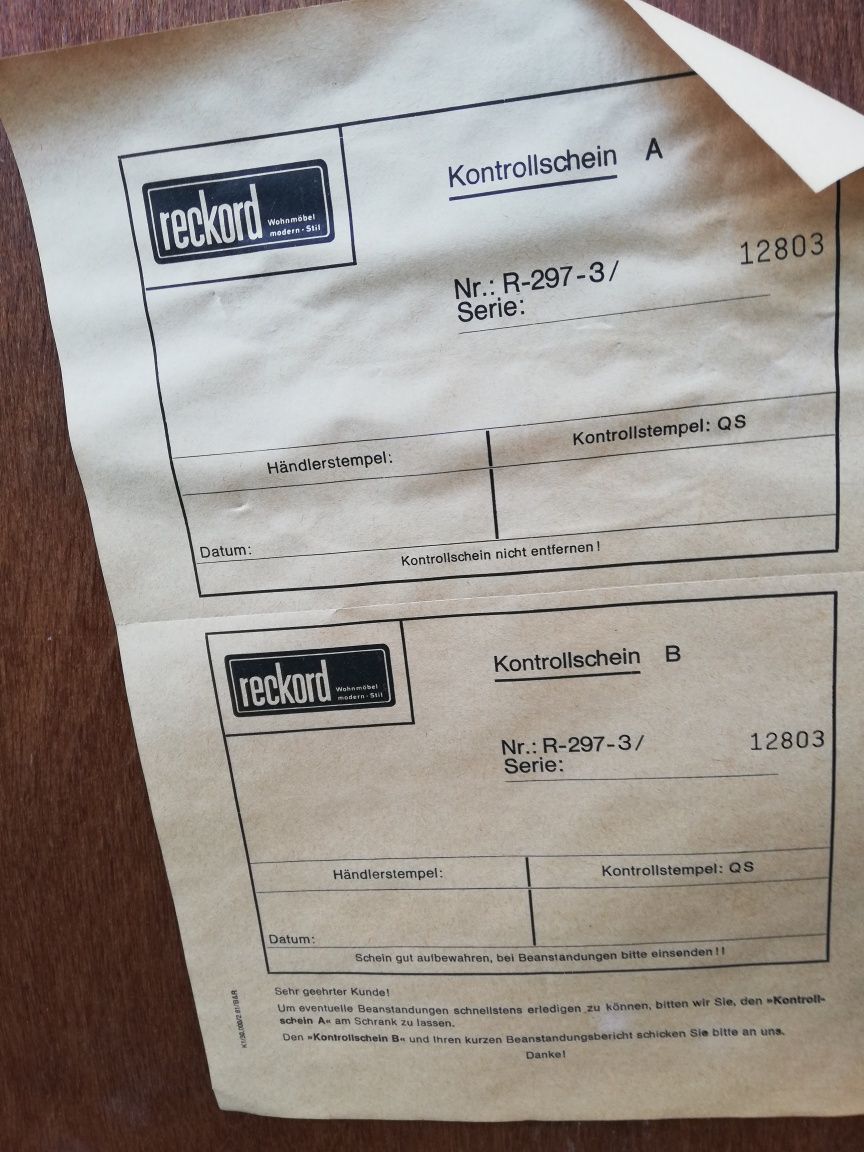 reckord Wohnmöbel
modern - Stil
Kontrollschein A
Nr.: R-297-3/ 12803
Serie:
Händlerstempel: Kontrollstempel: QS
Datum:
Kontrollschein nicht entfernen!
reckord Wohnmöbel
modern - Stil
Kontrollschein B
Nr.: R-297-3/ 12803
Serie:
Händlerstempel: Kontrollstempel: QS
Datum:
Schein gut aufbewahren, bei Beanstandungen bitte einsenden!!
Sehr geehrter Kunde!
Um eventuelle Beanstandungen schnellstens erledigen zu können, bitten wir Sie, den »Kontroll-
schein A« am Schrank zu lassen.
Den »Kontrollschein B« und Ihren kurzen Beanstandungsbericht schicken Sie bitte an uns.
Danke!